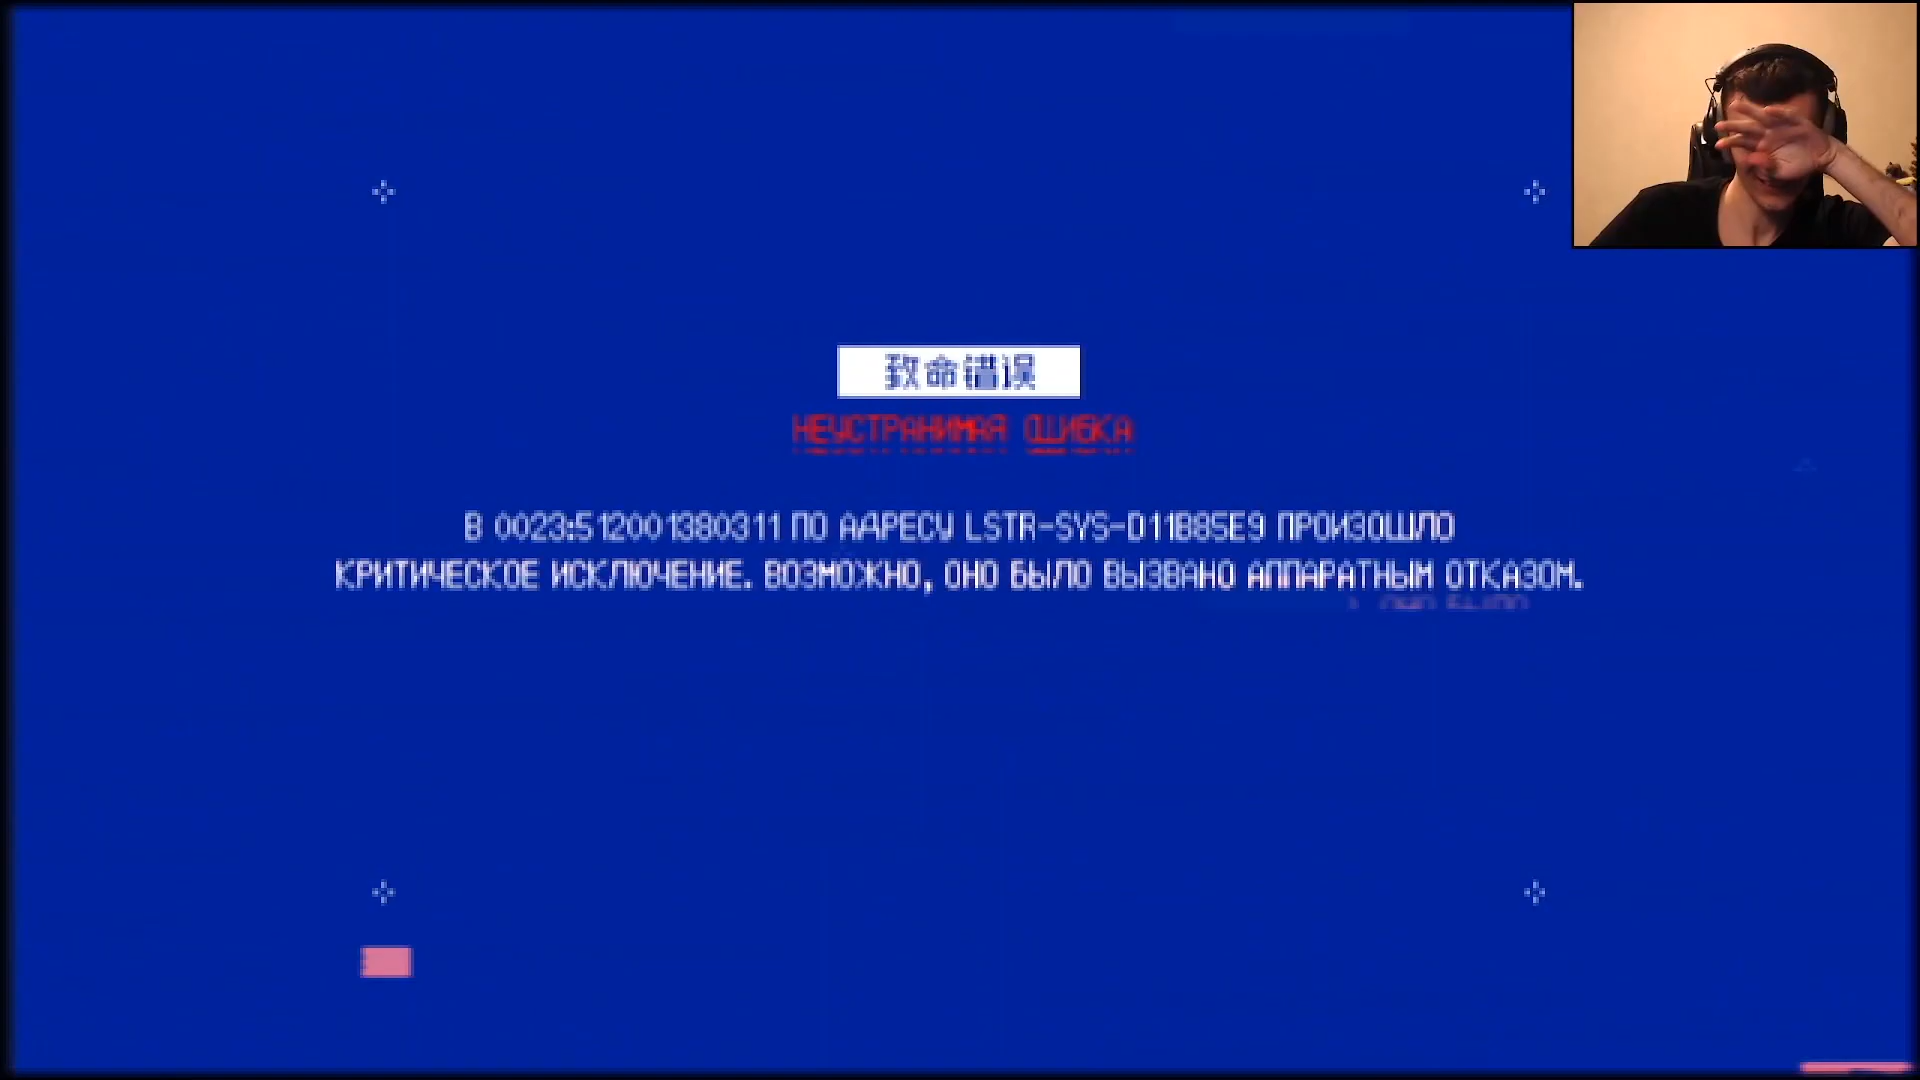 致命错误
НЕУСТРАНИМАЯ ОШИБКА
В 0023:512001380311 ПО АДРЕСУ LSTR-SYS-D11B85E9 ПРОИЗОШЛО
КРИТИЧЕСКОЕ ИСКЛЮЧЕНИЕ. ВОЗМОЖНО, ОНО БЫЛО ВЫЗВАНО АППАРАТНЫМ ОТКАЗОМ.